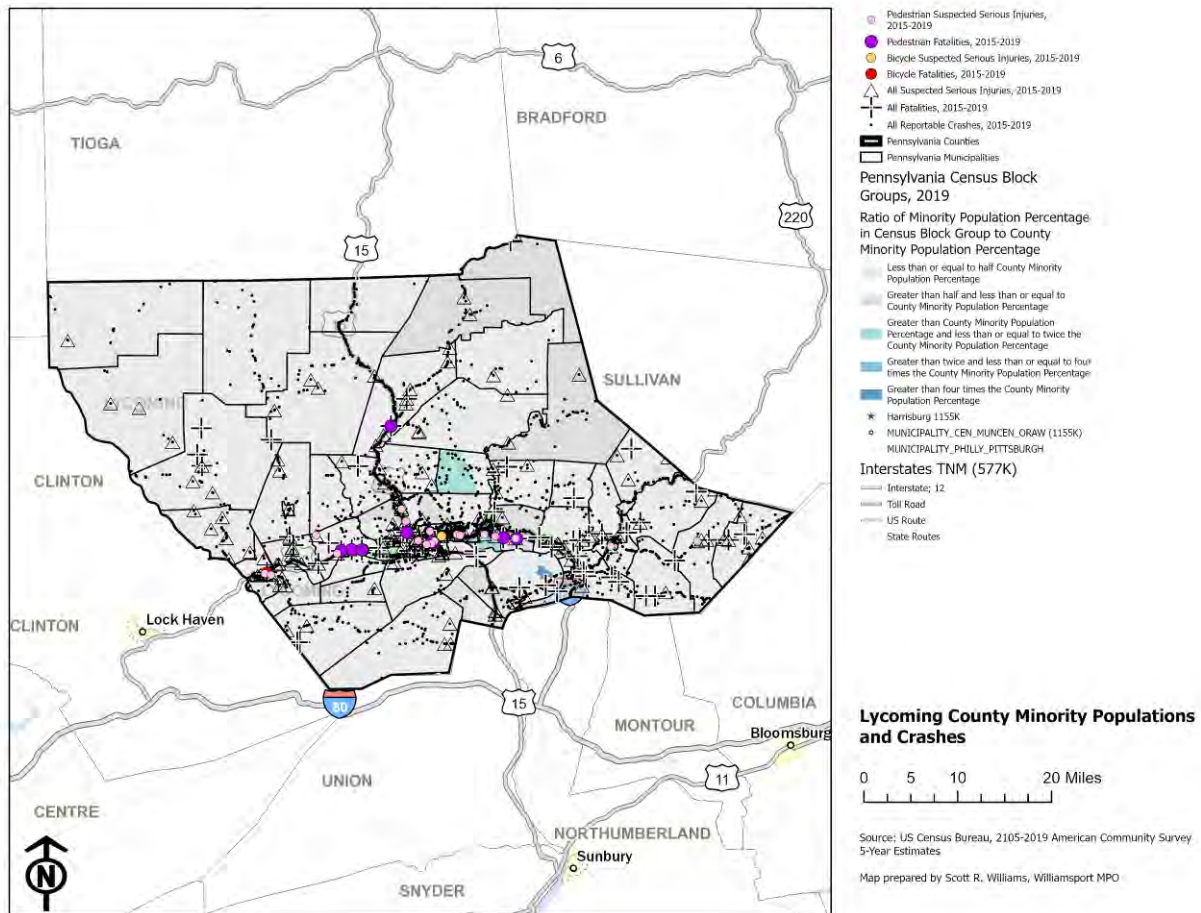 6
TIOGA
BRADFORD
220
15
SULLIVAN
CLINTON
Lock Haven
CLINTON
80
15
COLUMBIA
MONTOUR
Bloomsburg
UNION
11
CENTRE
NORTHUMBERLAND
Sunbury
SNYDER
N
Pedestrian Suspected Serious Injuries,
2015-2019
Pedestrian Fatalities, 2015-2019
Bicycle Suspected Serious Injuries, 2015-2019
Bicycle Fatalities, 2015-2019
All Suspected Serious Injuries, 2015-2019
All Fatalities, 2015-2019
All Reportable Crashes, 2015-2019
Pennsylvania Counties
Pennsylvania Municipalities
Pennsylvania Census Block
Groups, 2019
Ratio of Minority Population Percentage
in Census Block Group to County
Minority Population Percentage
Less than or equal to half County Minority
Population Percentage
Greater than half and less than or equal to
County Minority Population Percentage
Greater than County Minority Population
Percentage and less than or equal to twice the
County Minority Population Percentage
Greater than twice and less than or equal to four
times the County Minority Population Percentage
Greater than four times the County Minority
Population Percentage
Harrisburg 1155K
MUNICIPALITY_CEN_MUNCEN_ORAW (1155K)
MUNICIPALITY_PHILLY_PITTSBURGH
Interstates TNM (577K)
Interstate; 12
Toll Road
US Route
State Routes
Lycoming County Minority Populations
and Crashes
0 5 10 20 Miles
Source: US Census Bureau, 2105-2019 American Community Survey
5-Year Estimates
Map prepared by Scott R. Williams, Williamsport MPO